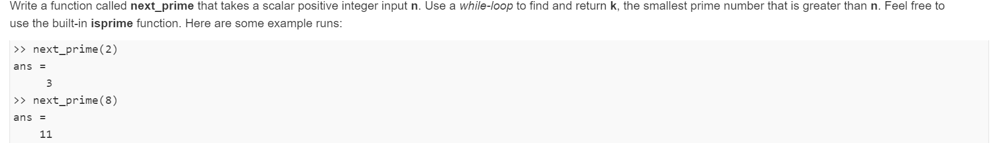 Write a function called next_prime that takes a scalar positive integer input n. Use a while-loop to find and return k, the smallest prime number that is greater than n. Feel free to
use the built-in isprime function. Here are some example runs:
>> next_prime(2)
ans =
3
>> next_prime(8)
ans =
11